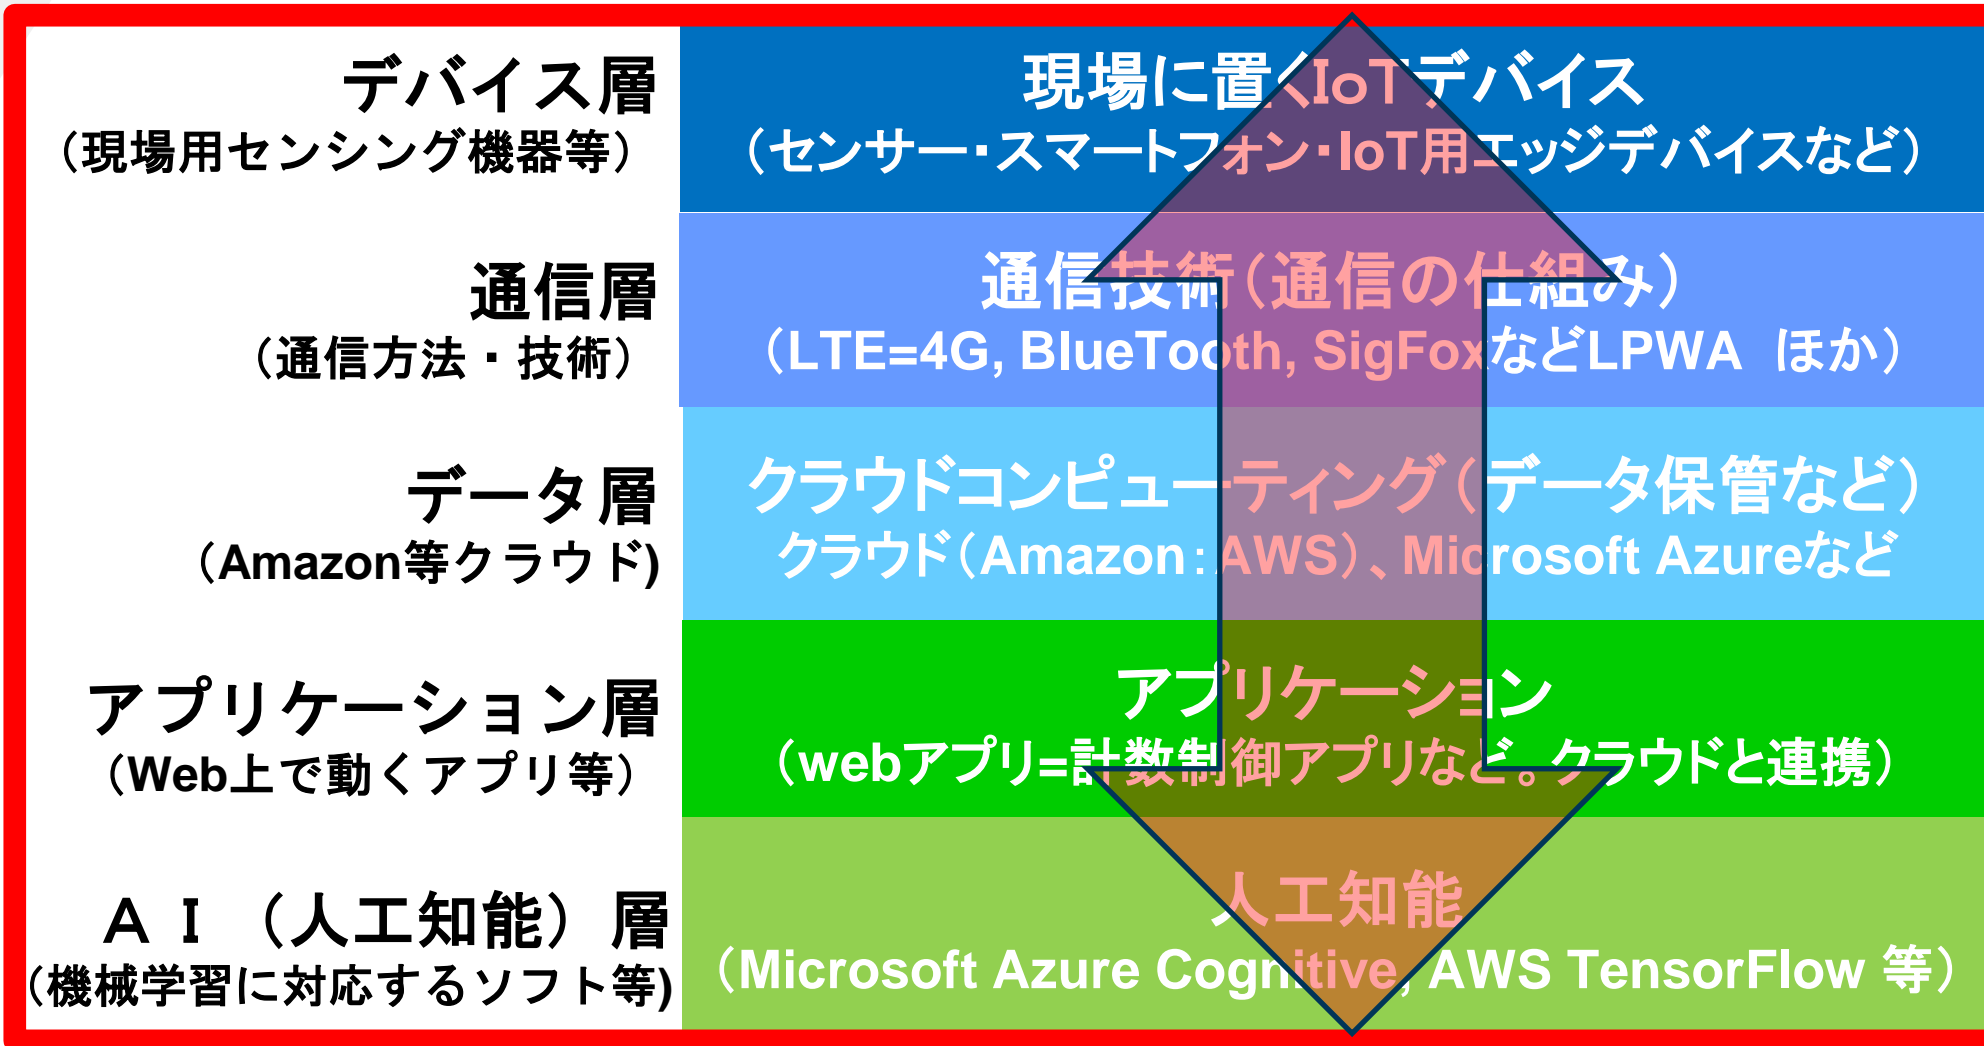 デバイス層
（現場用センシング機器等）
現場に置くIoTデバイス
（センサー・スマートフォン・IoT用エッジデバイスなど）
通信層
（通信方法・技術）
通信技術（通信の仕組み）
（LTE=4G, BlueTooth, SigFoxなどLPWA　ほか）
データ層
（Amazon等クラウド)
クラウドコンピューティング（データ保管など）
クラウド（Amazon：AWS）、Microsoft Azureなど
アプリケーション層
（Web上で動くアプリ等）
アプリケーション
（webアプリ=計数制御アプリなど。クラウドと連携）
ＡＩ（人工知能）層
（機械学習に対応するソフト等)
人工知能
（Microsoft Azure Cognitive, AWS TensorFlow 等）